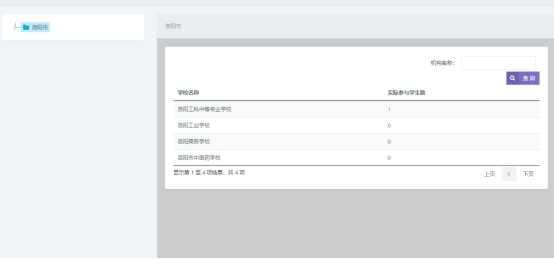 洛阳市
洛阳市
机构名称：
查 询
学校名称 实际参与学生数
洛阳工科中等专业学校 1
洛阳工业学校 0
洛阳商务学校 0
洛阳市中医药学校 0
显示第 1 至 4 项结果，共 4 项
上页 1 下页